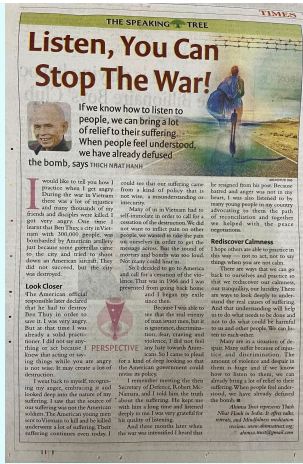 TIMES
THE SPEAKING TREE
Listen, You Can
Stop The War!
If we know how to listen to
people, we can bring a lot
of relief to their suffering.
When people feel understood,
we have already defused
the bomb, says THICH NHAT HANH
I would like to tell you how I
practice when I get angry.
During the war in Vietnam
there was a lot of injustice
and many thousands of my
friends and disciples were killed. I
got very angry. One time I
learnt that Ben Tre, a city in Viet-
nam with 300,000 people, was
bombarded by American artillery
just because some guerrillas came
to the city and tried to shoot
down an American aircraft. They
did not succeed, but the city
was destroyed.
Look Closer
The American official
responsible later declared
that he had to destroy
Ben Tre in order to
save it. I was very angry.
But at that time I was
already a solid practi-
tioner. I did not say any-
thing or act because I
know that acting or say-
ing things while you are angry
is not wise. It may create a lot of
destruction.
I went back to myself, recognis-
ing my anger, embracing it and
looked deep into the nature of my
suffering. I saw that the source of
our suffering was not the American
soldiers. The American young men
sent to Vietnam to kill and be killed
underwent a lot of suffering. Their
suffering continues even today. I
could see that our suffering came
from a kind of policy that is
not wise, a misunderstanding or
insecurity.
Many of us in Vietnam had to
self-immolate in order to call for a
cessation of the destruction. We did
not want to inflict pain on other
people, we wanted to take the pain
on ourselves in order to get the
message across. But the sound of
mortars and bombs was too loud.
Not many could hear us.
So I decided to go to America
and call for a cessation of the vio-
lence. That was in 1966 and I was
prevented from going back home
and I began my exile
since then.
Because I was able to
see that the real enemy
of man is not man, but it
is ignorance, discrimina-
tion, fear, craving and
violence, I did not feel
any hate towards Amer-
icans. So I came to plead
for a kind of deep looking so that
the American government could
revise its policy.
I remember meeting the then
Secretary of Defence, Robert Mc-
Namara, and I told him the truth
about the suffering. He kept me
with him a long time and listened
deeply to me. I was very grateful for
his quality of listening.
And three months later when
the war was intensified I heard that
he resigned from his post. Because
hatred and anger was not in my
heart, I was also listened to by
many young people in my country
advocating to them the path
of reconciliation and together
we helped with the peace
negotiations.
Rediscover Calmness
I hope others are able to practice in
this way — not to act, not to say
things when you are not calm.
There are ways that we can go
back to ourselves and practice so
that we rediscover our calmness,
our tranquillity, our lucidity. There
are ways to look deeply to under-
stand the real causes of suffering.
And that understanding will help
us to do what needs to be done and
not to do what could be harmful
to us and other people. We can lis-
ten to each other.
Many are in a situation of de-
spair. Many suffer because of injus-
tice and discrimination. The
amount of violence and despair in
them is huge and if we know
how to listen to them, we can
already bring a lot of relief to their
suffering. When people feel under-
stood, we have already defused
the bomb.
PERSPECTIVE